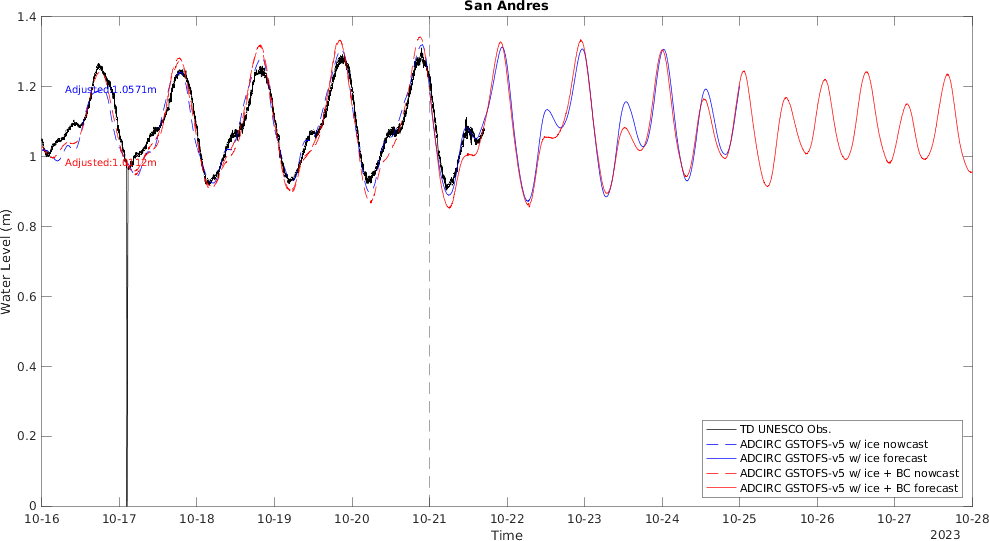 San Andres
1.4
1.2
1
0.8
0.6
0.4
0.2
0
Water Level (m)
Adjusted:1.0571m
TD UNESCO Obs.
ADCIRC GSTOFS-v5 w/ ice nowcast
ADCIRC GSTOFS-v5 w/ ice forecast
ADCIRC GSTOFS-v5 w/ ice + BC nowcast
ADCIRC GSTOFS-v5 w/ ice + BC forecast
10-16 10-17 10-18 10-19 10-20 10-21 10-22 10-23 10-24 10-25 10-26 10-27 10-28
Time
2023